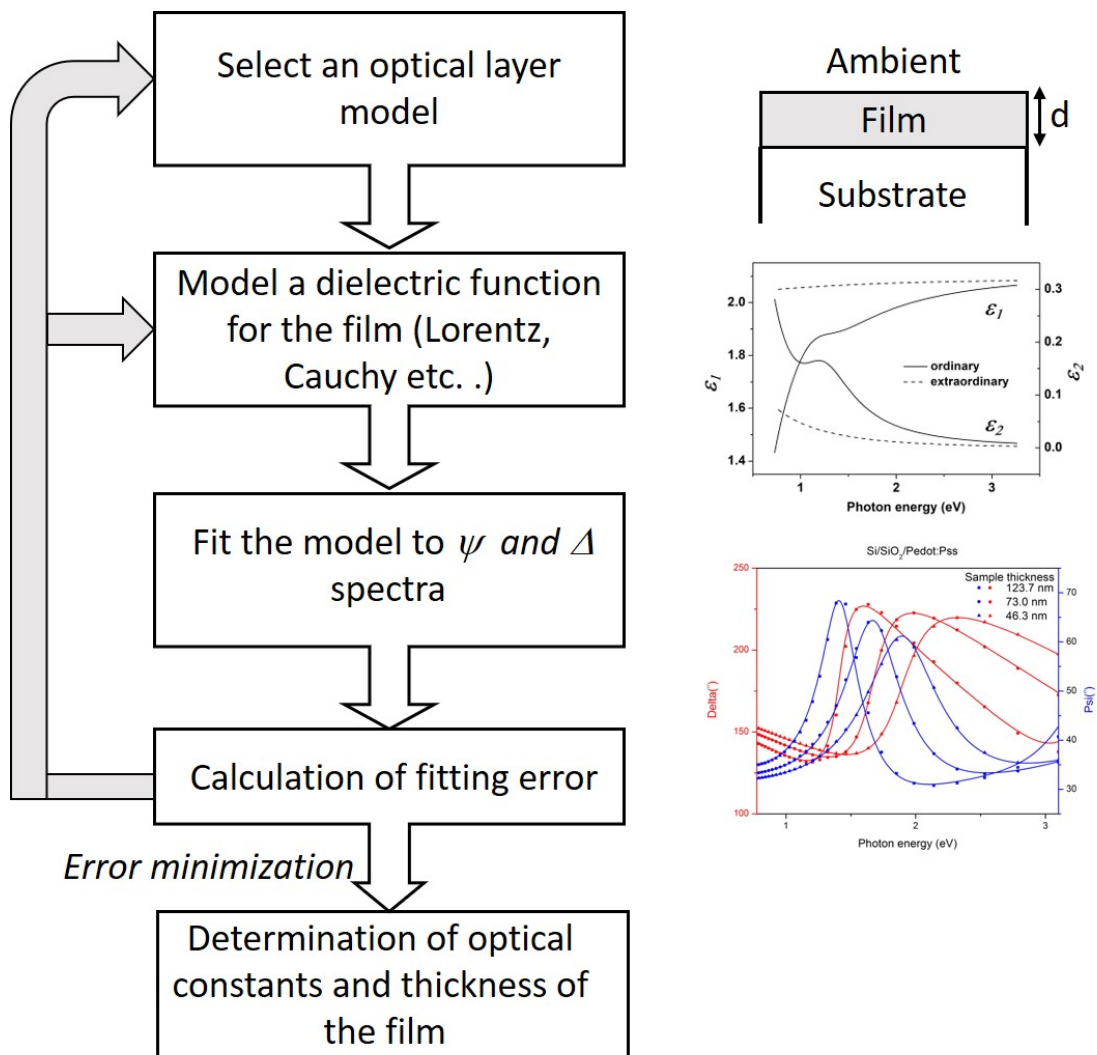 Select an optical layer
model
Model a dielectric function
for the film (Lorentz,
Cauchy etc. .)
Fit the model to ψ and Δ
spectra
Calculation of fitting error
Error minimization
Determination of optical
constants and thickness of
the film
Ambient
Film
d
Substrate
2.0
1.8
1.6
1.4
ε1
ε1
ordinary
extraordinary
ε2
0.3
0.2
0.1
0.0
ε2
1
2
3
Photon energy (eV)
Si/SiO2/Pedot:Pss
Sample thickness
123.7 nm
73.0 nm
46.3 nm
250
200
150
100
Delta(°)
70
60
50
40
30
Psi(°)
1
2
3
Photon energy (eV)